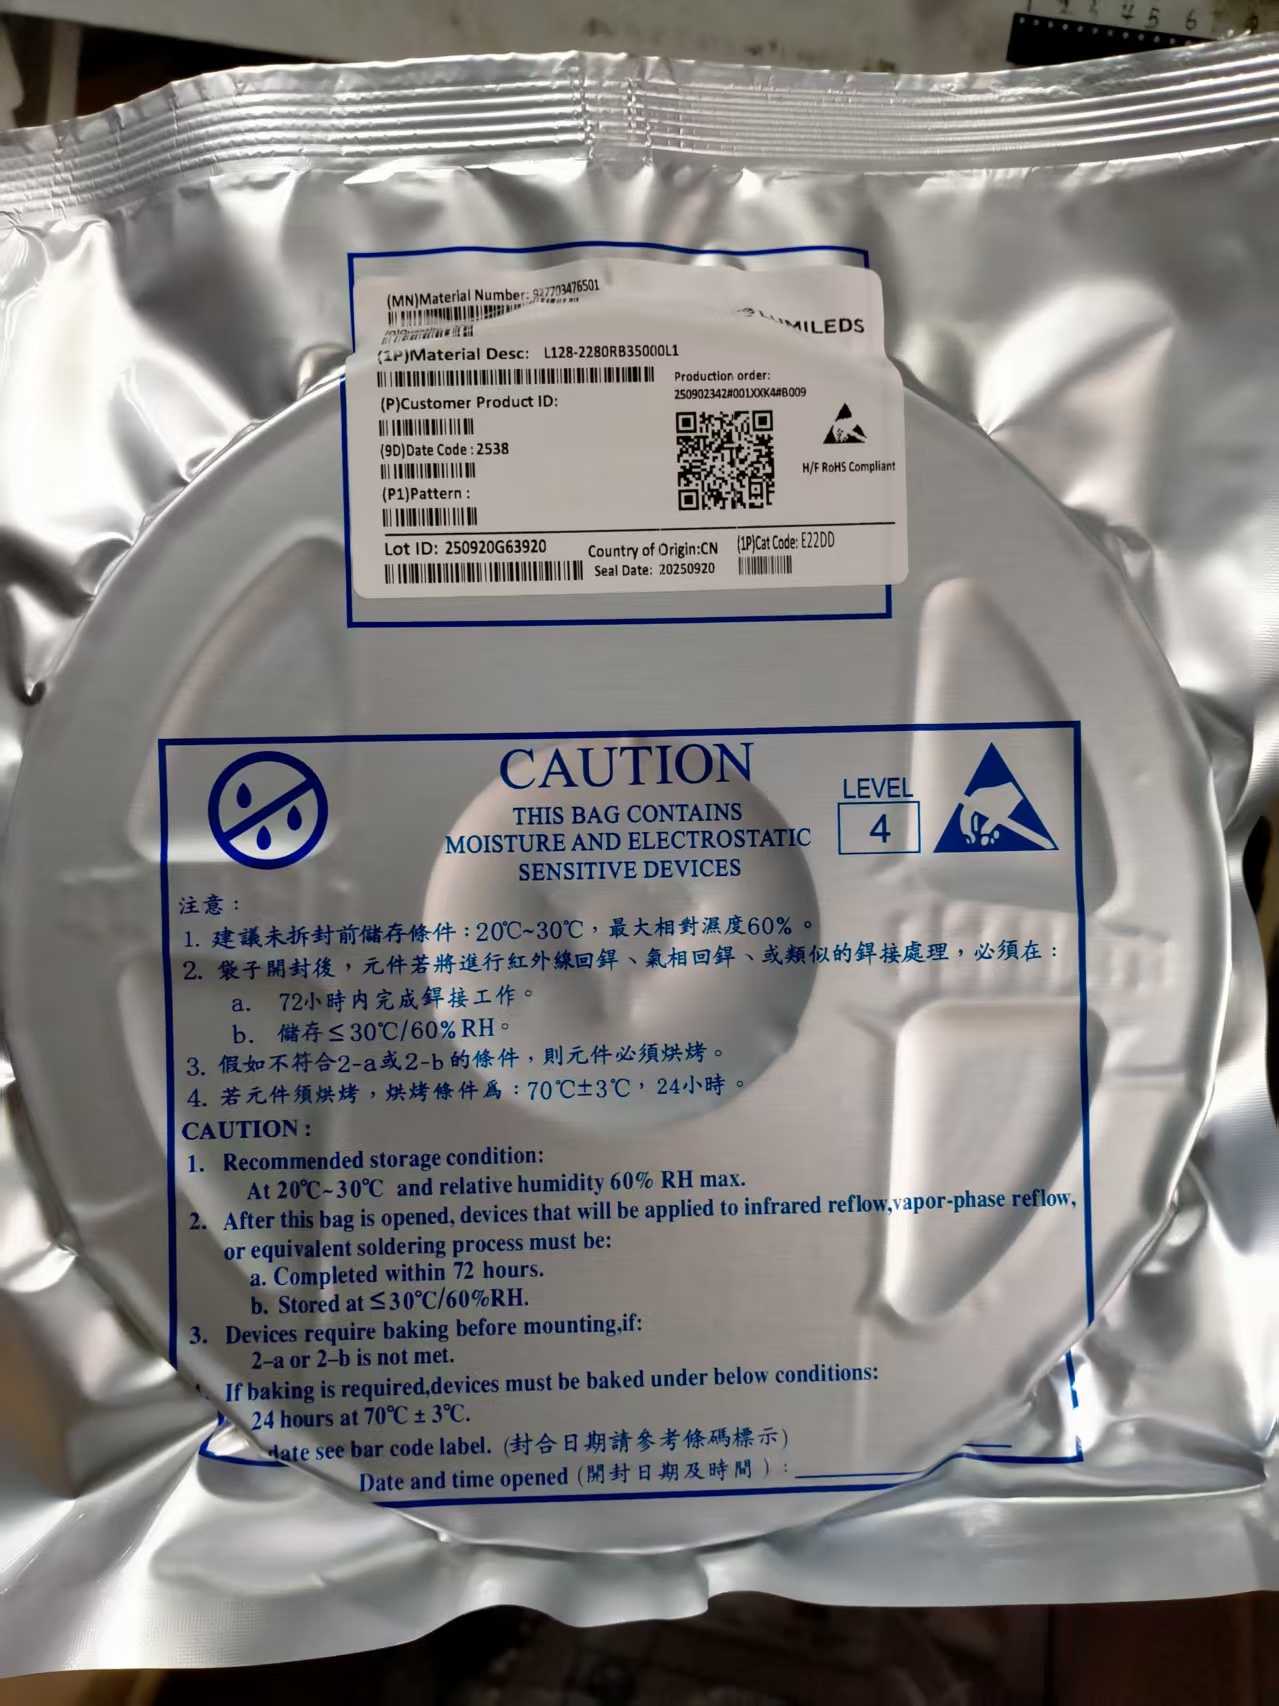 1 2 3 4 5 6
(MN)Material Number: 927703476501
LUMILEDS
(1P)Material Desc: L128-2280RB35000L1
Production order:
250902342#001XXK4#B009
(P)Customer Product ID:
(9D)Date Code : 2538
H/F RoHS Compliant
(P1)Pattern :
Lot ID: 250920G63920
Country of Origin:CN
(1P)Cat Code: E22DD
Seal Date: 20250920
CAUTION
THIS BAG CONTAINS
MOISTURE AND ELECTROSTATIC
SENSITIVE DEVICES
LEVEL
4
注意：
1. 建議未拆封前儲存條件：20℃~30℃，最大相對濕度60%。
2. 袋子開封後，元件若將進行紅外線回銲、氣相回銲、或類似的銲接處理，必須在：
a. 72小時內完成銲接工作。
b. 儲存≤30℃/60%RH。
3. 假如不符合2-a或2-b的條件，則元件必須烘烤。
4. 若元件須烘烤，烘烤條件爲：70℃±3℃，24小時。
CAUTION :
1. Recommended storage condition:
At 20℃~30℃ and relative humidity 60% RH max.
2. After this bag is opened, devices that will be applied to infrared reflow,vapor-phase reflow,
or equivalent soldering process must be:
a. Completed within 72 hours.
b. Stored at ≤30℃/60%RH.
3. Devices require baking before mounting,if:
2-a or 2-b is not met.
If baking is required,devices must be baked under below conditions:
24 hours at 70℃ ± 3℃.
date see bar code label. (封合日期請參考條碼標示)
Date and time opened (開封日期及時間) :